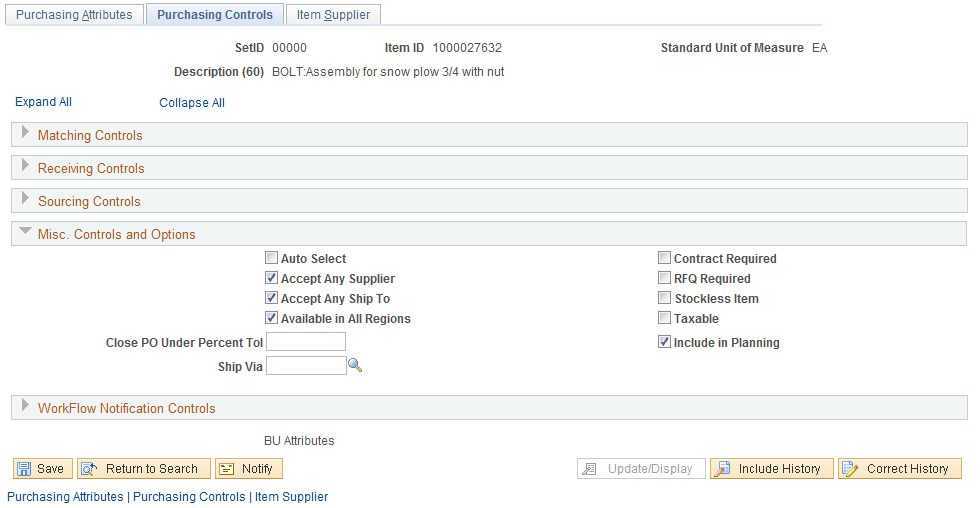 Purchasing Attributes Purchasing Controls Item Supplier
SetID 00000 Item ID 1000027632 Standard Unit of Measure EA
Description (60) BOLT:Assembly for snow plow 3/4 with nut
Expand All Collapse All
Matching Controls
Receiving Controls
Sourcing Controls
Misc. Controls and Options
Auto Select Contract Required
Accept Any Supplier RFQ Required
Accept Any Ship To Stockless Item
Available in All Regions Taxable
Close PO Under Percent Tol Include in Planning
Ship Via
WorkFlow Notification Controls
BU Attributes
Save Return to Search Notify Update/Display Include History Correct History
Purchasing Attributes | Purchasing Controls | Item Supplier